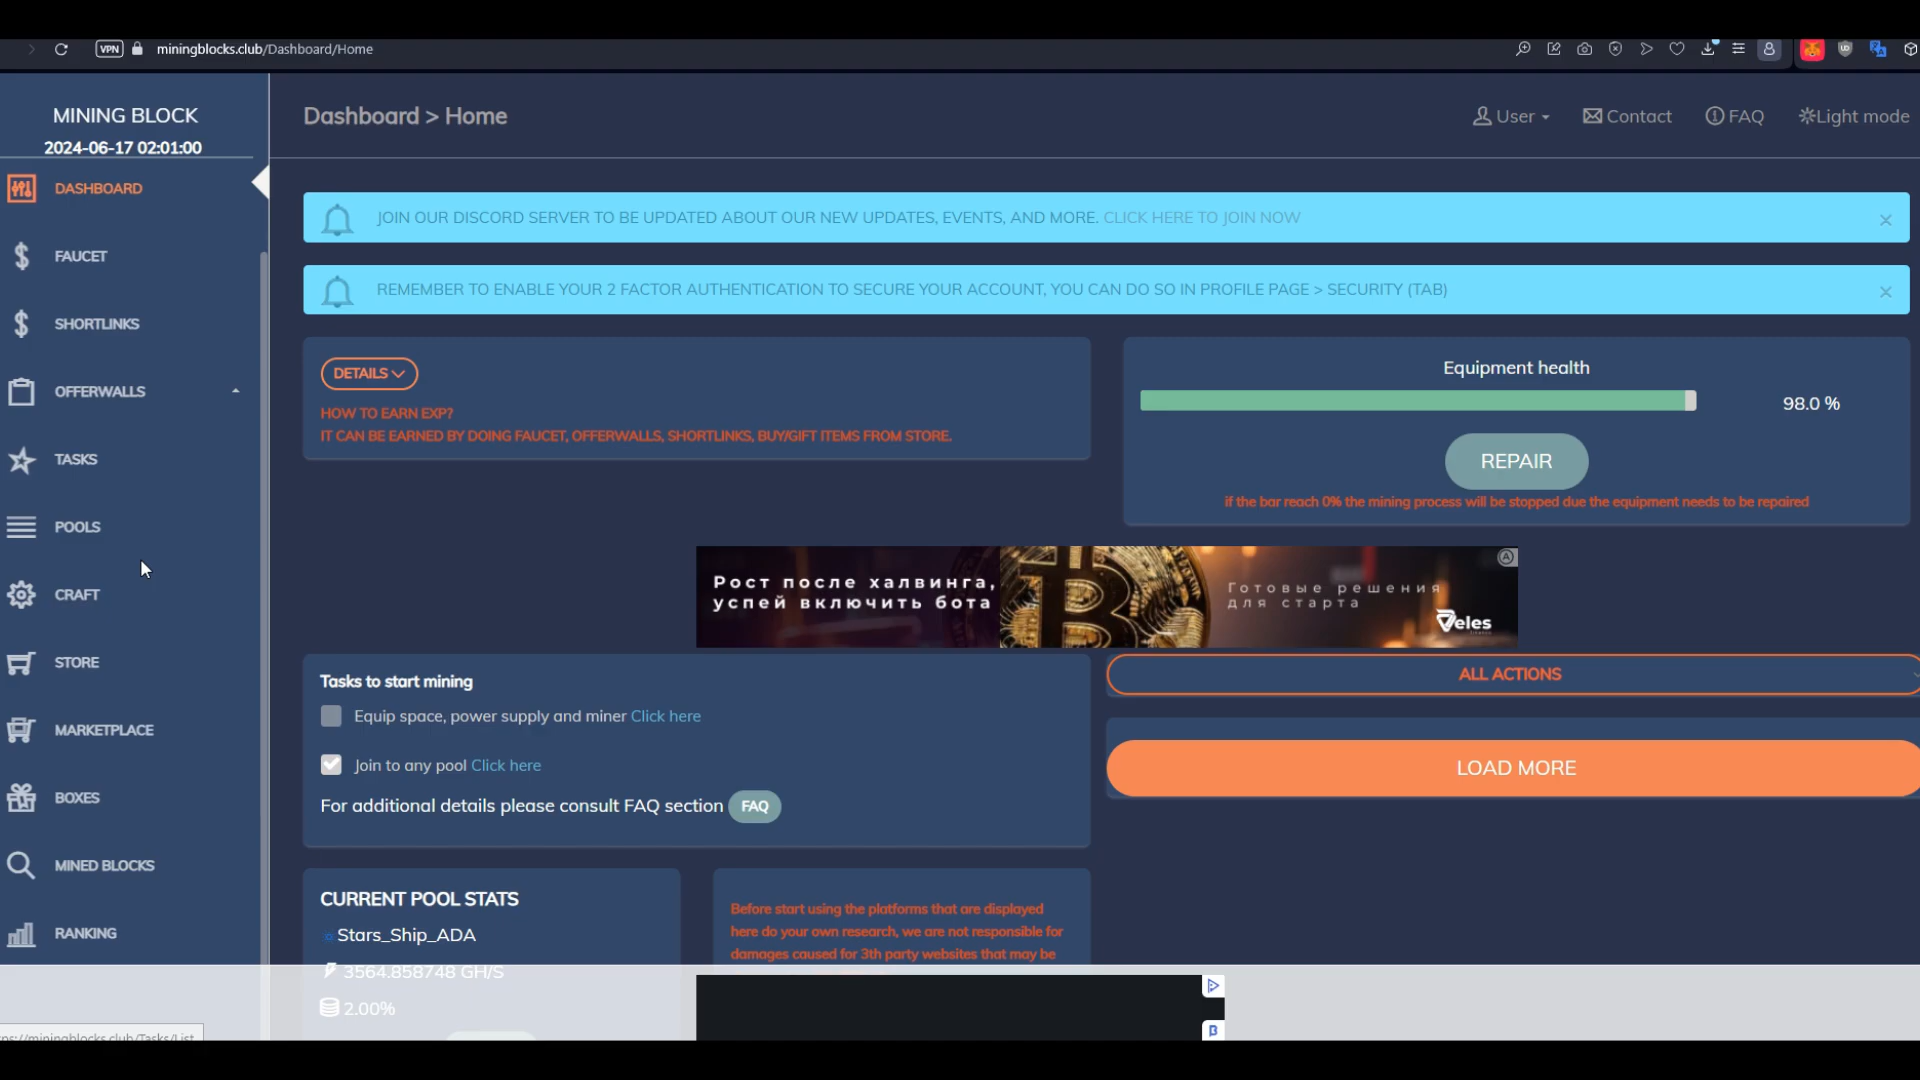 VPN
miningblocks.club/Dashboard/Home
MINING BLOCK
2024-06-17 02:01:00
DASHBOARD
FAUCET
SHORTLINKS
OFFERWALLS
TASKS
POOLS
CRAFT
STORE
MARKETPLACE
BOXES
MINED BLOCKS
RANKING
Dashboard > Home
User
Contact
FAQ
Light mode
JOIN OUR DISCORD SERVER TO BE UPDATED ABOUT OUR NEW UPDATES, EVENTS, AND MORE. CLICK HERE TO JOIN NOW
REMEMBER TO ENABLE YOUR 2 FACTOR AUTHENTICATION TO SECURE YOUR ACCOUNT, YOU CAN DO SO IN PROFILE PAGE > SECURITY (TAB)
DETAILS
HOW TO EARN EXP?
IT CAN BE EARNED BY DOING FAUCET, OFFERWALLS, SHORTLINKS, BUY/GIFT ITEMS FROM STORE.
Equipment health
98.0 %
REPAIR
if the bar reach 0% the mining process will be stopped due the equipment needs to be repaired
Рост после халвинга,
успей включить бота
Готовые решения
для старта
Veles
Tasks to start mining
Equip space, power supply and miner Click here
Join to any pool Click here
For additional details please consult FAQ section FAQ
ALL ACTIONS
LOAD MORE
CURRENT POOL STATS
Stars_Ship_ADA
3564.858748 GH/S
2.00%
Before start using the platforms that are displayed
here do your own research, we are not responsible for
damages caused for 3th party websites that may be
miningblocks.club/Tasks/List